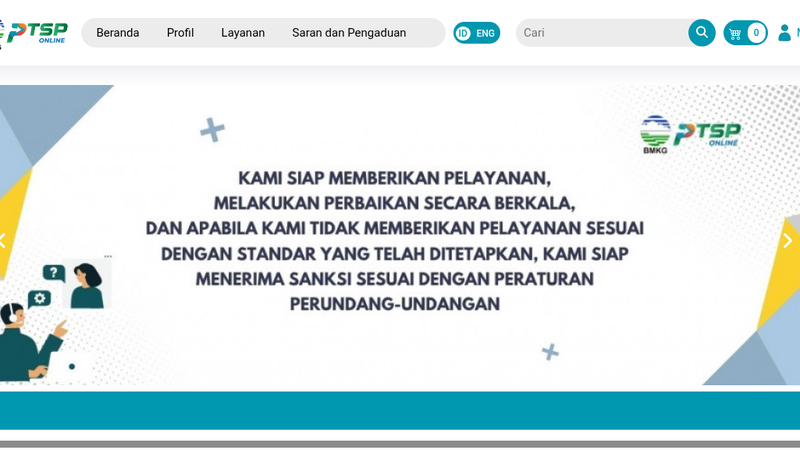 PTSP
ONLINE
Beranda Profil Layanan Saran dan Pengaduan
ID ENG
Cari
0
BMKG
PTSP
ONLINE
KAMI SIAP MEMBERIKAN PELAYANAN,
MELAKUKAN PERBAIKAN SECARA BERKALA,
DAN APABILA KAMI TIDAK MEMBERIKAN PELAYANAN SESUAI
DENGAN STANDAR YANG TELAH DITETAPKAN, KAMI SIAP
MENERIMA SANKSI SESUAI DENGAN PERATURAN
PERUNDANG-UNDANGAN